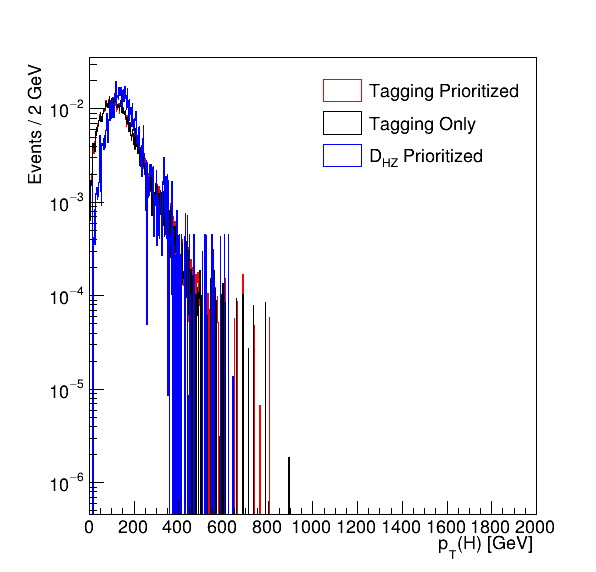 Events / 2 GeV
10⁻²
10⁻³
10⁻⁴
10⁻⁵
10⁻⁶
Tagging Prioritized
Tagging Only
D_HZ Prioritized
0 200 400 600 800 1000 1200 1400 1600 1800 2000
p_T(H) [GeV]